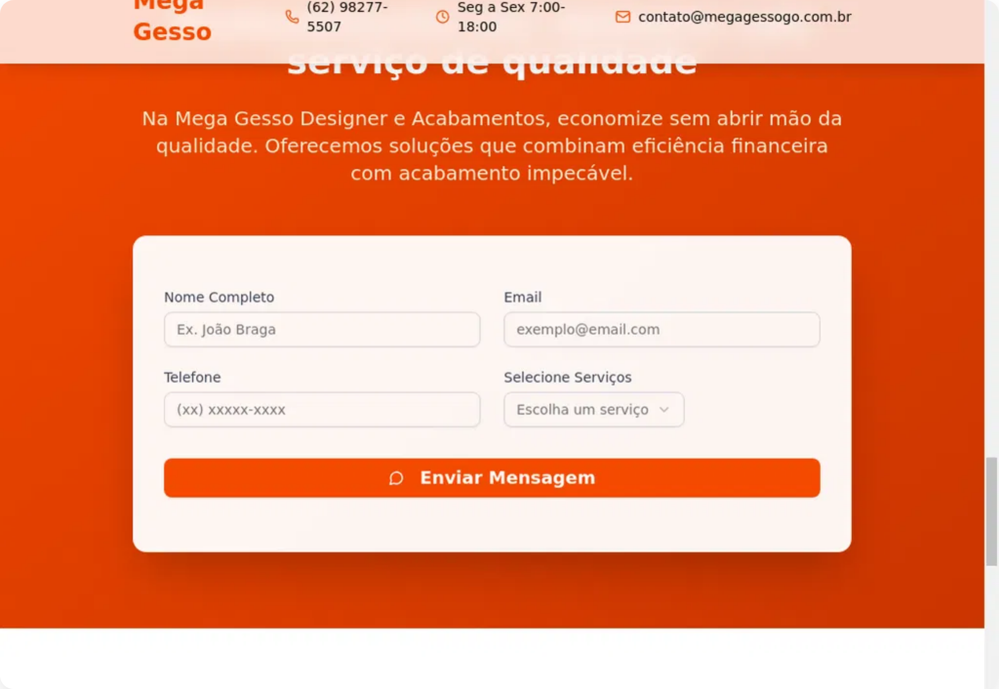 Mega
Gesso
(62) 98277-
5507
Seg a Sex 7:00-
18:00
contato@megagessogo.com.br
serviço de qualidade
Na Mega Gesso Designer e Acabamentos, economize sem abrir mão da
qualidade. Oferecemos soluções que combinam eficiência financeira
com acabamento impecável.
Nome Completo
Ex. João Braga
Email
exemplo@email.com
Telefone
(xx) xxxxx-xxxx
Selecione Serviços
Escolha um serviço
Enviar Mensagem